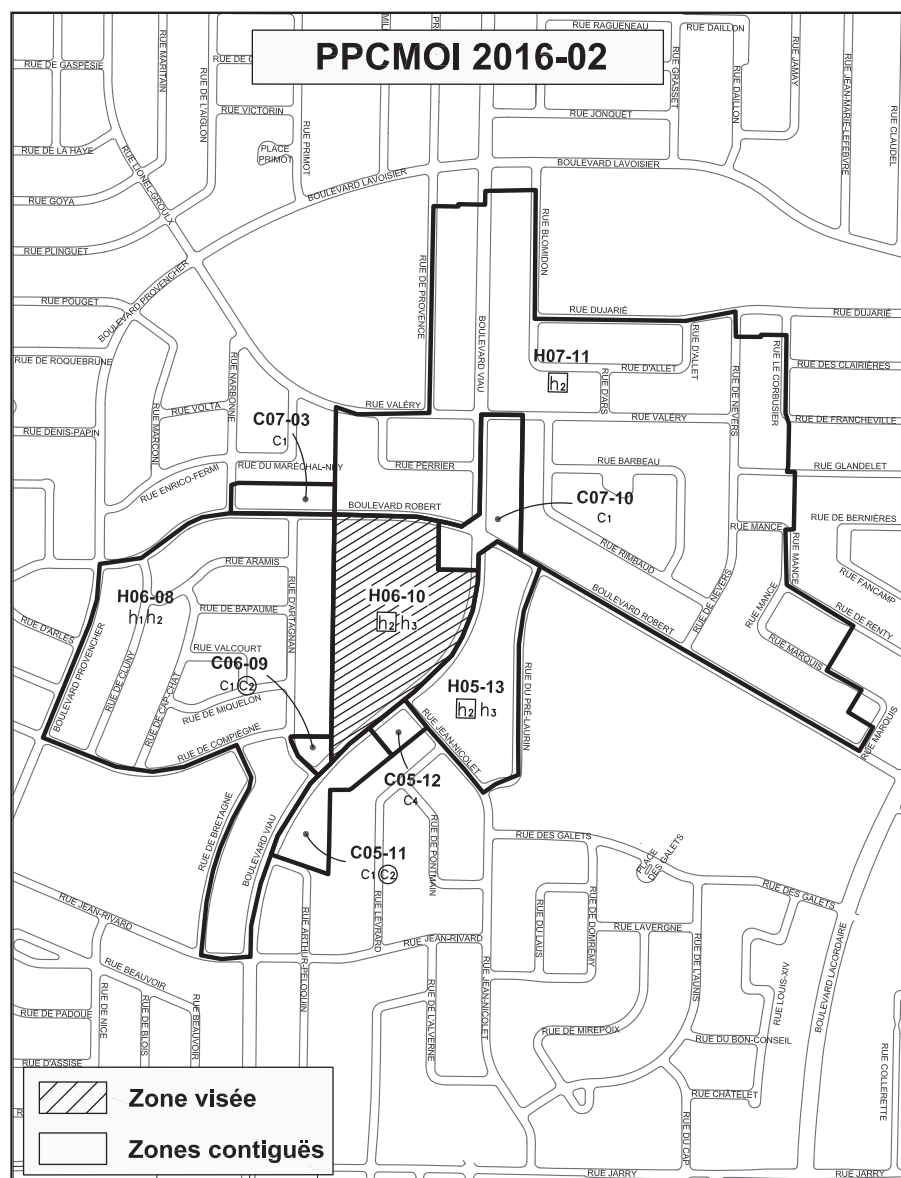 PPCMOI 2016-02
RUE RAGUENEAU
RUE DAILLON
RUE DE GASPÉSIE
RUE MARITAIN
RUE DE L'AIGLON
RUE GRASSET
RUE DAILLON
RUE JAMAY
RUE JEAN-MARIE-LEFEBVRE
RUE CLAUDEL
RUE VICTORIN
RUE PRIMOT
RUE JONQUET
RUE DE LA HAYE
RUE LIONEL-GROULX
PLACE
PRIMOT
BOULEVARD LAVOISIER
BOULEVARD LAVOISIER
RUE GOYA
RUE PLINGUET
RUE DE PROVENCE
BOULEVARD VIAU
RUE BLOMIDON
RUE POUGET
BOULEVARD PROVENCHER
RUE DUJARIÉ
RUE DUJARIÉ
RUE DE ROQUEBRUNE
RUE NARBONNE
H07-11
h2
RUE D'ALLET
RUE D'ALLET
RUE D'ARS
RUE DE NEVERS
RUE LE CORBUSIER
RUE DES CLAIRIÈRES
RUE VOLTA
RUE MARCON
RUE VALÉRY
RUE VALÉRY
RUE DE FRANCHEVILLE
RUE DENIS-PAPIN
C07-03
C1
RUE DU MARÉCHAL-NEY
RUE PERRIER
RUE BARBEAU
RUE GLANDELET
RUE ENRICO-FERMI
BOULEVARD ROBERT
C07-10
C1
RUE MANCE
RUE DE BERNIÈRES
RUE RIMBAUD
RUE MANCE
RUE FANCAMP
RUE ARAMIS
RUE D'ARTAGNAN
H06-08
h1 h2
H06-10
h2 h3
RUE DE NEVERS
RUE MANCE
RUE DE RENTY
BOULEVARD ROBERT
RUE D'ARLES
RUE DE BAPAUME
BOULEVARD PROVENCHER
RUE DE CLUNY
RUE DE CAP-CHAT
RUE VALCOURT
C06-09
C1 C2
RUE DE MIQUELON
H05-13
h2 h3
RUE DU PRÉ-LAURIN
RUE MARQUIS
RUE MARQUIS
RUE JEAN-NICOLET
RUE DE COMPIÈGNE
C05-12
C4
RUE DE BRETAGNE
BOULEVARD VIAU
C05-11
C1 C2
RUE DE PONTMAIN
RUE LÉVRARD
RUE DES GALETS
PLACE
DES GALETS
RUE DES GALETS
RUE JEAN-RIVARD
RUE ARTHUR-PÉLOQUIN
RUE JEAN-RIVARD
RUE DU LAUS
RUE DE DOMRÉMY
RUE LAVERGNE
RUE DE L'AUNIS
RUE LOUIS-XIV
BOULEVARD LACORDAIRE
RUE BEAUVOIR
RUE BEAUVOIR
RUE DE NICE
RUE DE BLOIS
RUE DE PADOUE
RUE DE L'ALVERNE
RUE JEAN-NICOLET
RUE DE MIREPOIX
RUE DU BON-CONSEIL
RUE D'ASSISE
RUE CHÂTELET
RUE COLLERETTE
RUE DU CAP
Zone visée
Zones contiguës
RUE JARRY
RUE JARRY